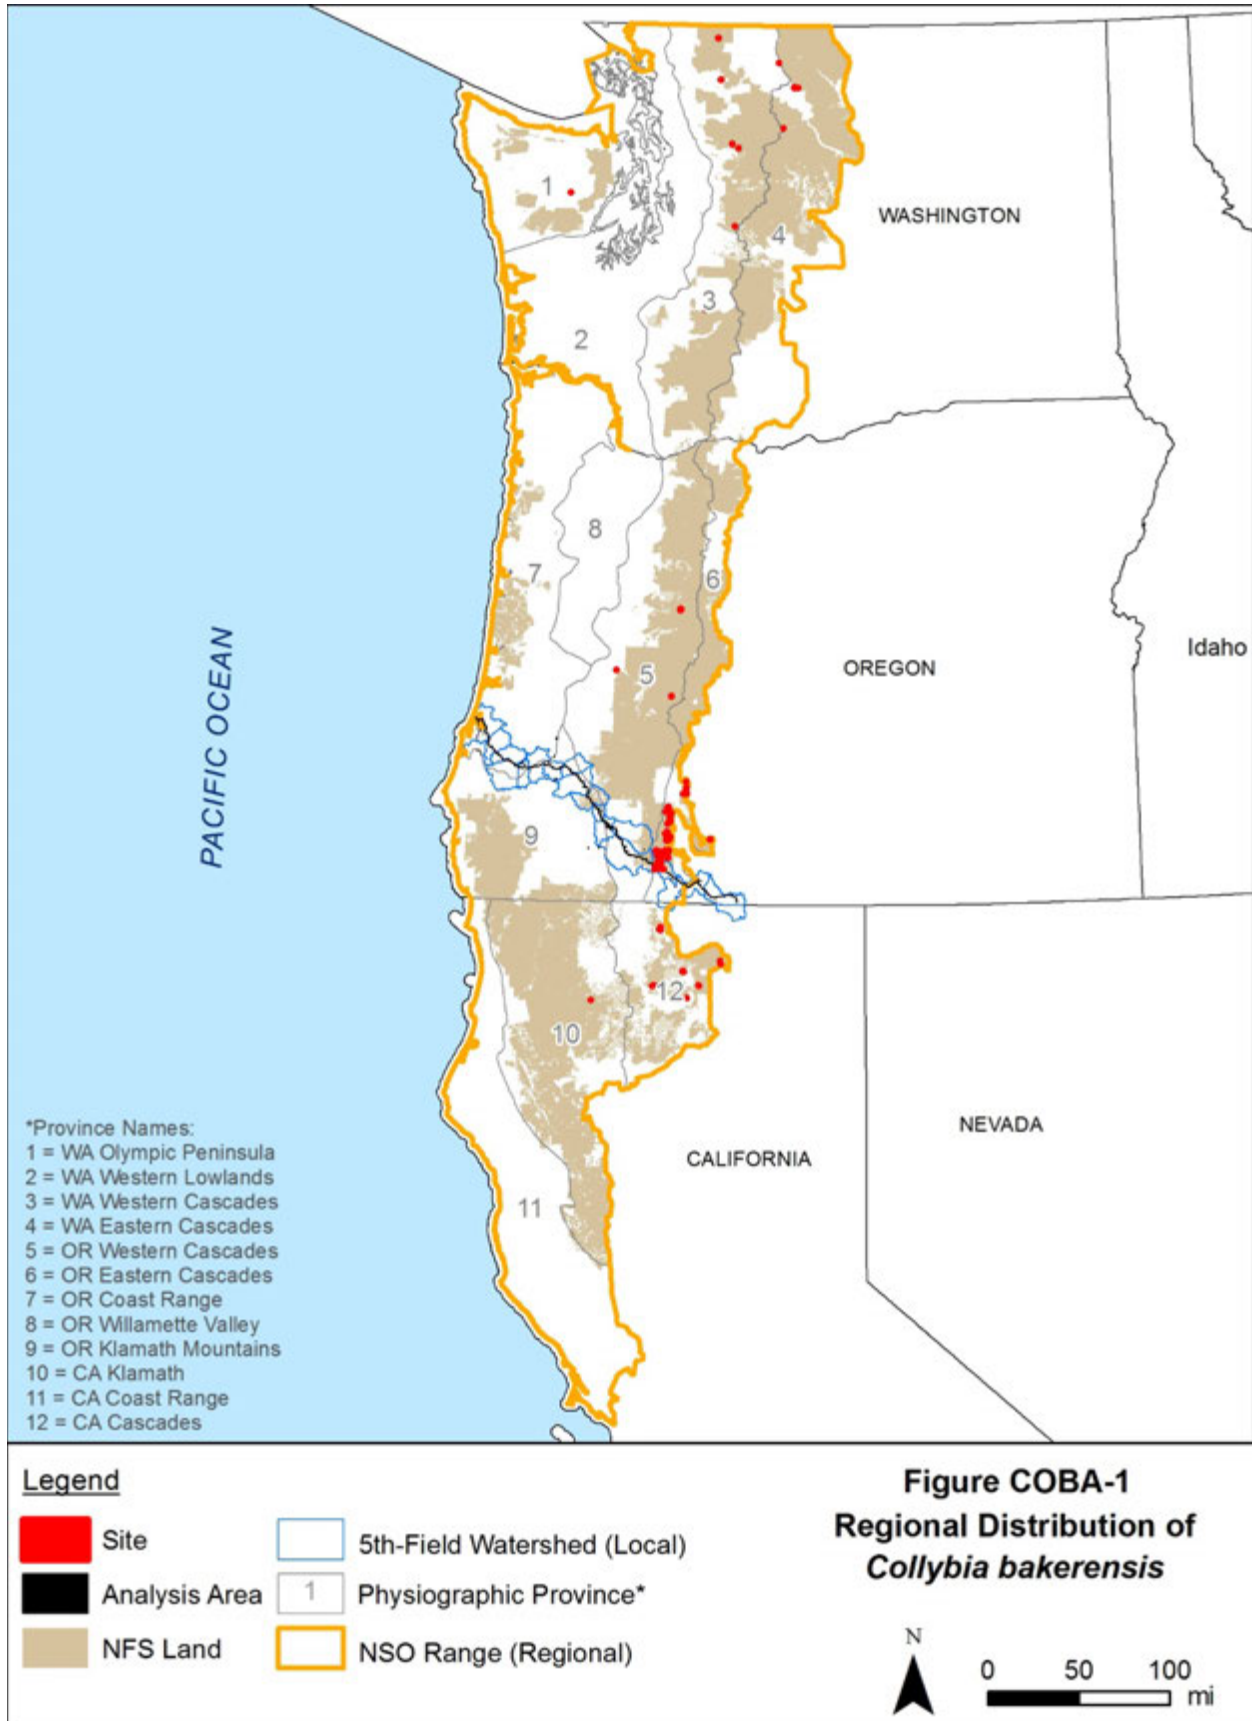 1
4
WASHINGTON
3
2
8
7
6
Idaho
5
OREGON
PACIFIC OCEAN
9
12
10
*Province Names:
1 = WA Olympic Peninsula
2 = WA Western Lowlands
3 = WA Western Cascades
4 = WA Eastern Cascades
5 = OR Western Cascades
6 = OR Eastern Cascades
7 = OR Coast Range
8 = OR Willamette Valley
9 = OR Klamath Mountains
10 = CA Klamath
11 = CA Coast Range
12 = CA Cascades
NEVADA
CALIFORNIA
11
Legend
Site
Analysis Area
NFS Land
5th-Field Watershed (Local)
1 Physiographic Province*
NSO Range (Regional)
Figure COBA-1
Regional Distribution of
Collybia bakerensis
N
0 50 100
mi